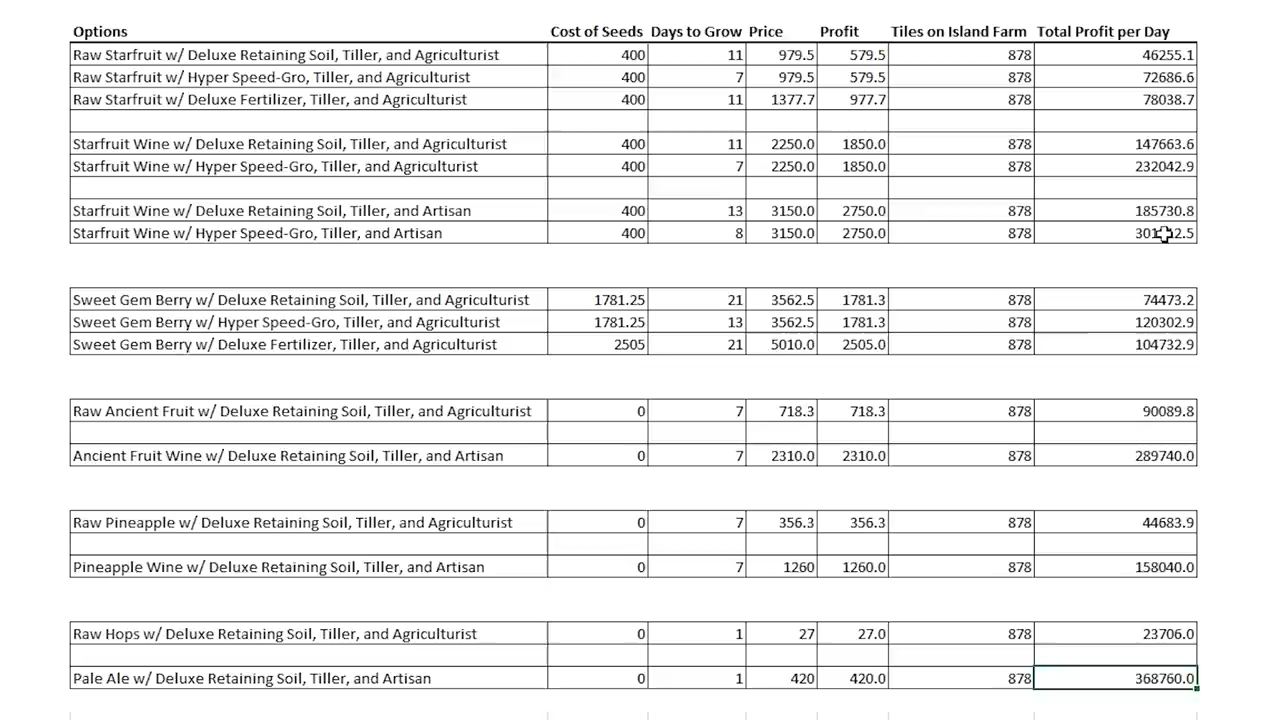 Options Cost of Seeds Days to Grow Price Profit Tiles on Island Farm Total Profit per Day
Raw Starfruit w/ Deluxe Retaining Soil, Tiller, and Agriculturist 400 11 979.5 579.5 878 46255.1
Raw Starfruit w/ Hyper Speed-Gro, Tiller, and Agriculturist 400 7 979.5 579.5 878 72686.6
Raw Starfruit w/ Deluxe Fertilizer, Tiller, and Agriculturist 400 11 1377.7 977.7 878 78038.7
Starfruit Wine w/ Deluxe Retaining Soil, Tiller, and Agriculturist 400 11 2250.0 1850.0 878 147663.6
Starfruit Wine w/ Hyper Speed-Gro, Tiller, and Agriculturist 400 7 2250.0 1850.0 878 232042.9
Starfruit Wine w/ Deluxe Retaining Soil, Tiller, and Artisan 400 13 3150.0 2750.0 878 185730.8
Starfruit Wine w/ Hyper Speed-Gro, Tiller, and Artisan 400 8 3150.0 2750.0 878
Sweet Gem Berry w/ Deluxe Retaining Soil, Tiller, and Agriculturist 1781.25 21 3562.5 1781.3 878 74473.2
Sweet Gem Berry w/ Hyper Speed-Gro, Tiller, and Agriculturist 1781.25 13 3562.5 1781.3 878 120302.9
Sweet Gem Berry w/ Deluxe Fertilizer, Tiller, and Agriculturist 2505 21 5010.0 2505.0 878 104732.9
Raw Ancient Fruit w/ Deluxe Retaining Soil, Tiller, and Agriculturist 0 7 718.3 718.3 878 90089.8
Ancient Fruit Wine w/ Deluxe Retaining Soil, Tiller, and Artisan 0 7 2310.0 2310.0 878 289740.0
Raw Pineapple w/ Deluxe Retaining Soil, Tiller, and Agriculturist 0 7 356.3 356.3 878 44683.9
Pineapple Wine w/ Deluxe Retaining Soil, Tiller, and Artisan 0 7 1260 1260.0 878 158040.0
Raw Hops w/ Deluxe Retaining Soil, Tiller, and Agriculturist 0 1 27 27.0 878 23706.0
Pale Ale w/ Deluxe Retaining Soil, Tiller, and Artisan 0 1 420 420.0 878 368760.0